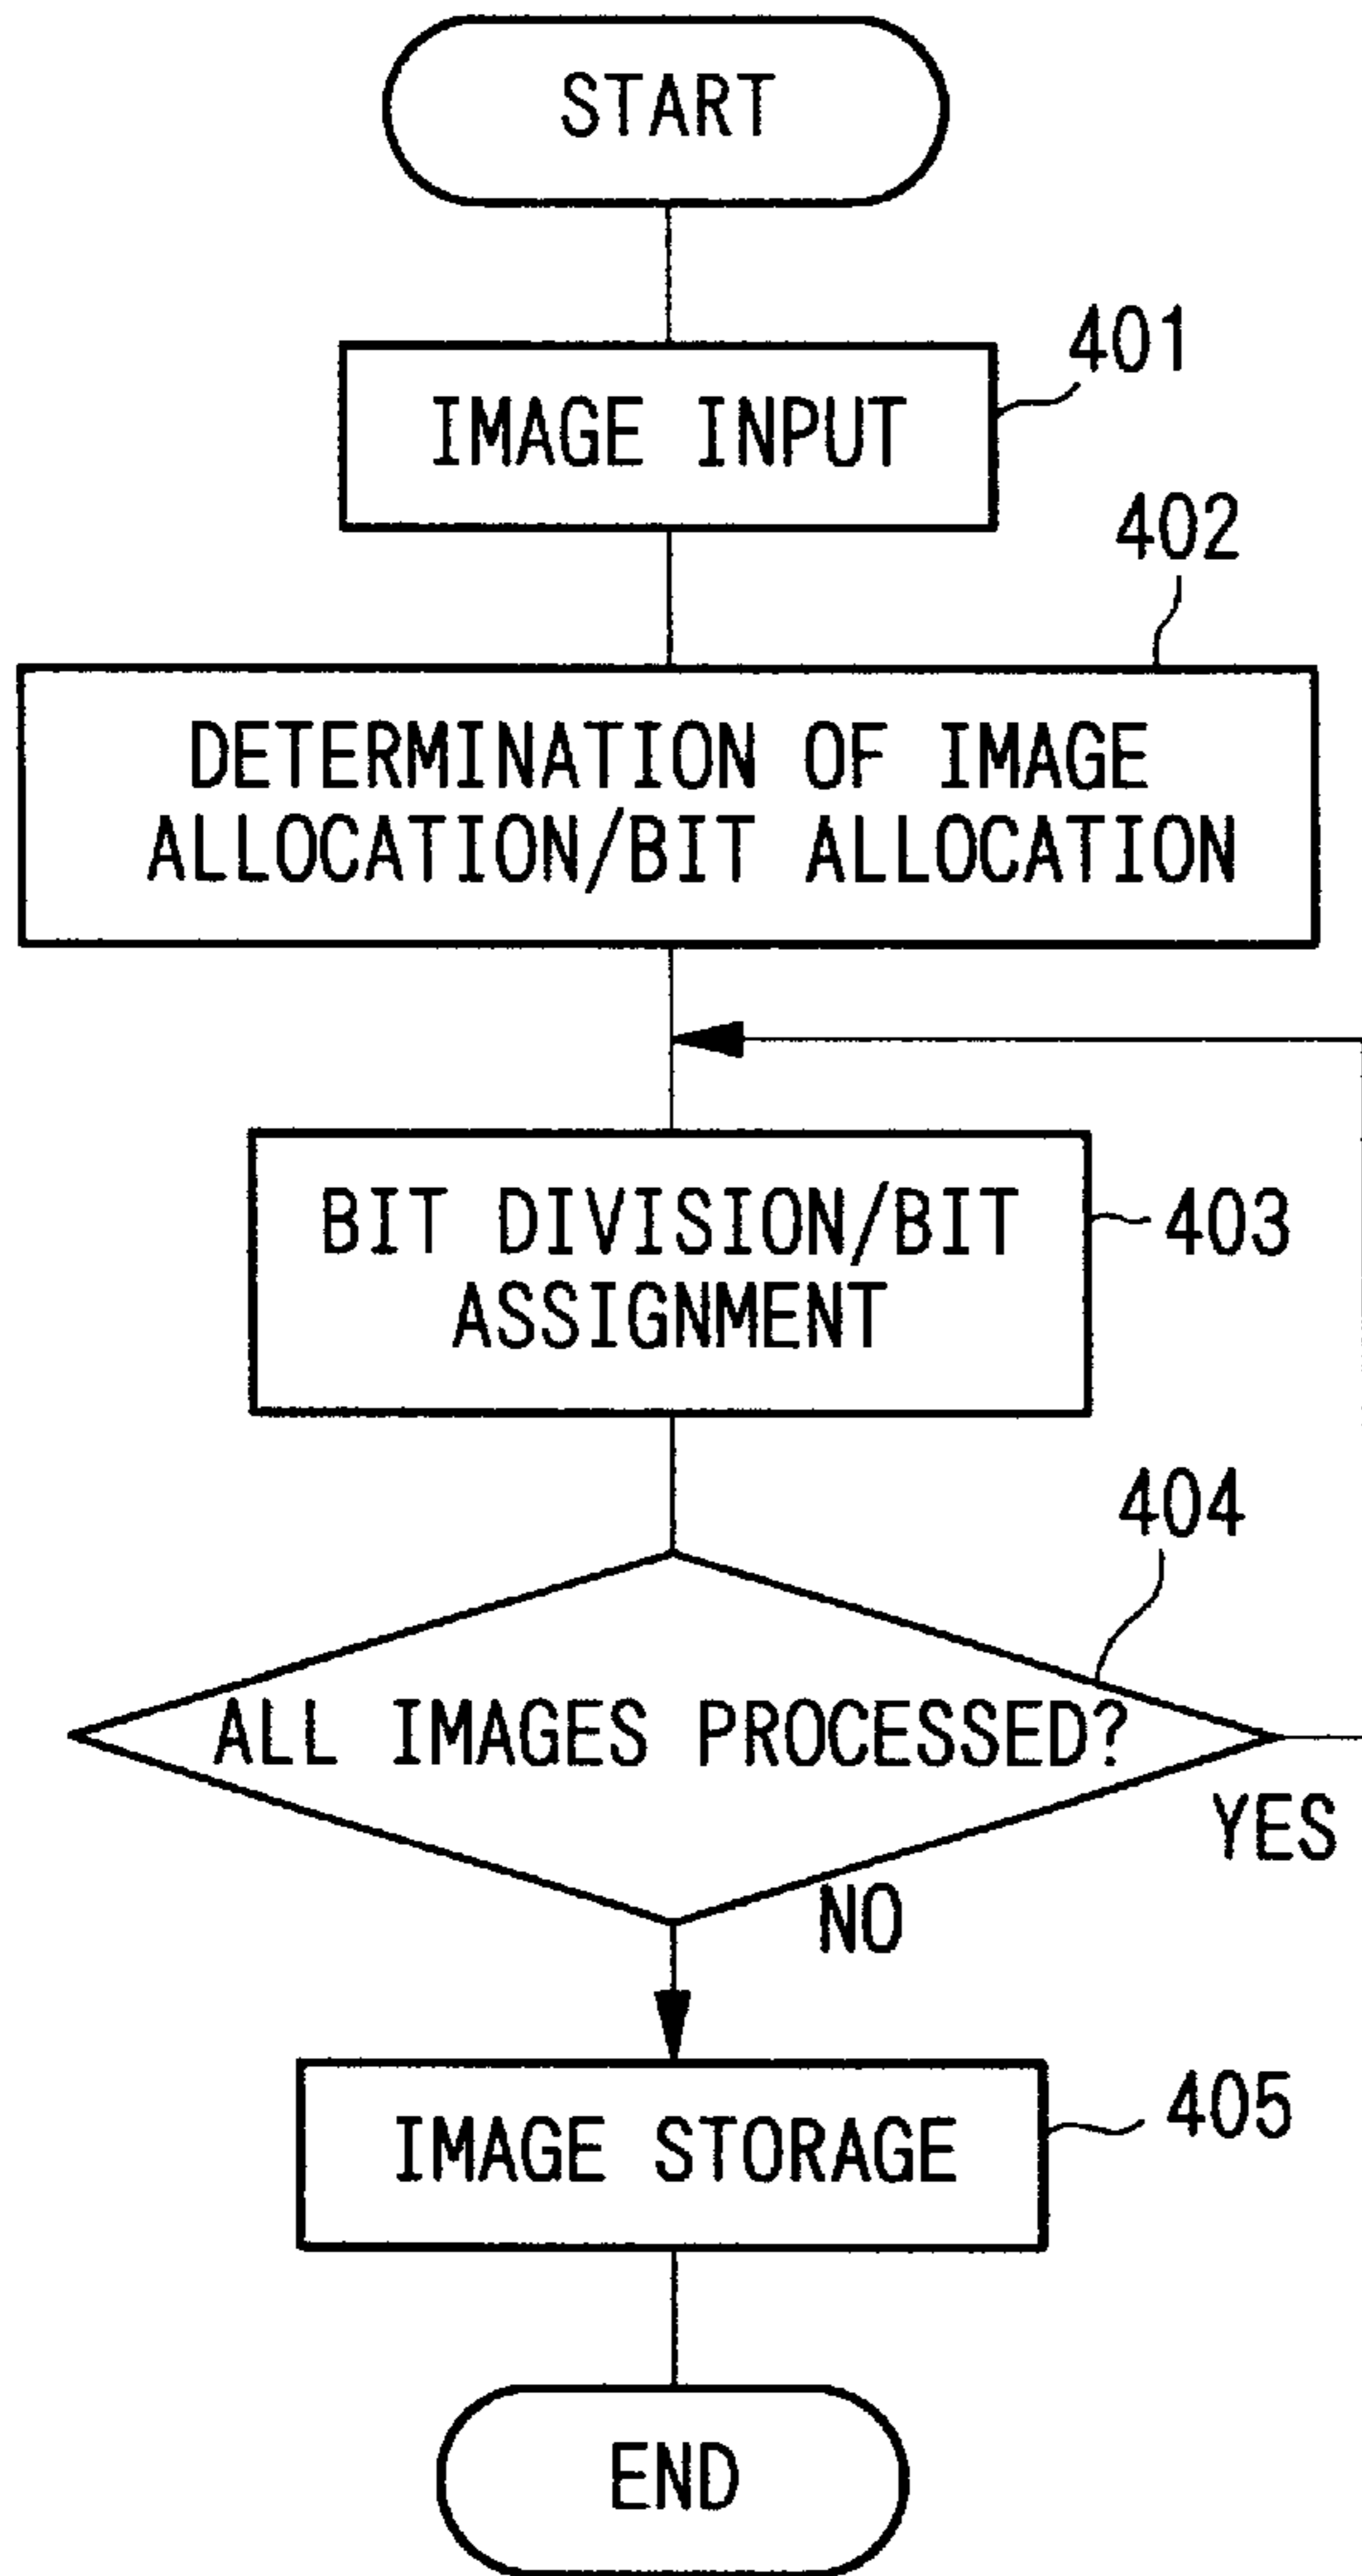 START
401
IMAGE INPUT
402
DETERMINATION OF IMAGE
ALLOCATION/BIT ALLOCATION
BIT DIVISION/BIT
ASSIGNMENT
403
404
ALL IMAGES PROCESSED?
YES
NO
IMAGE STORAGE
405
END